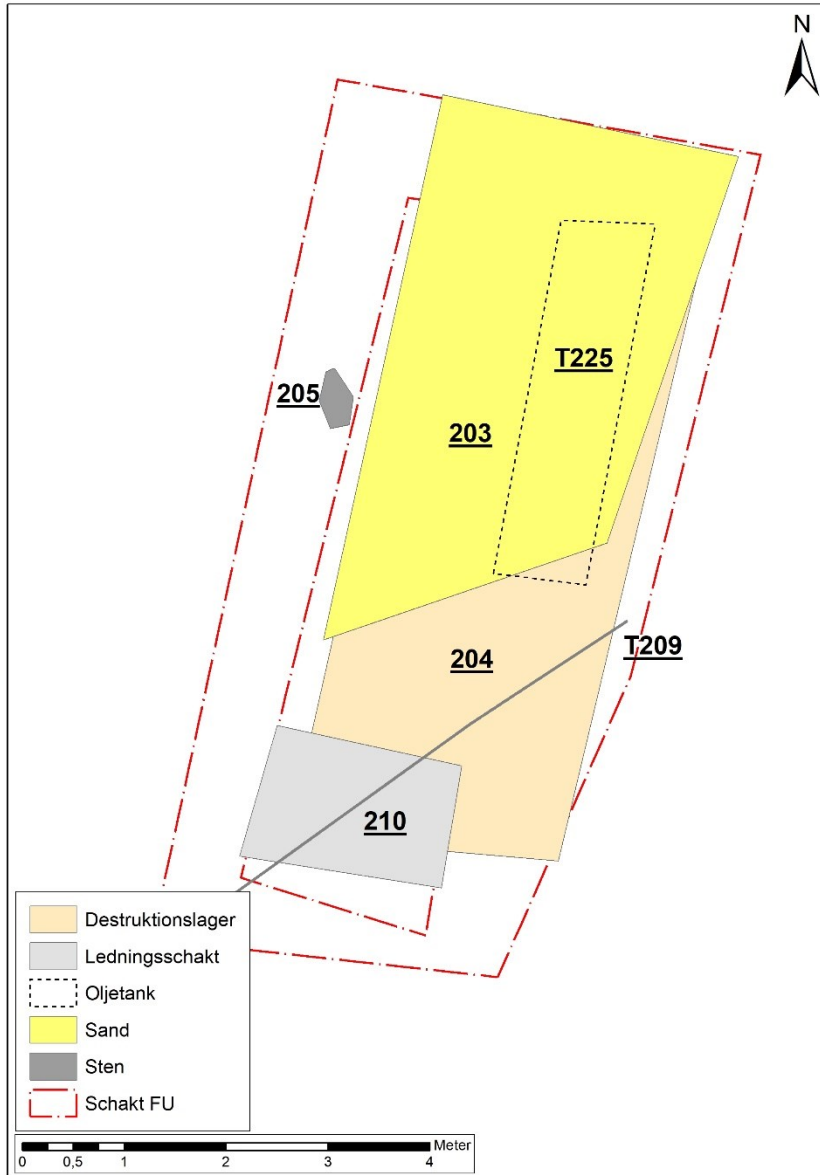 N
T225
205
203
204
T209
210
Destruktionslager
Ledningsschakt
Oljetank
Sand
Sten
Schakt FU
Meter
0 0,5 1 2 3 4